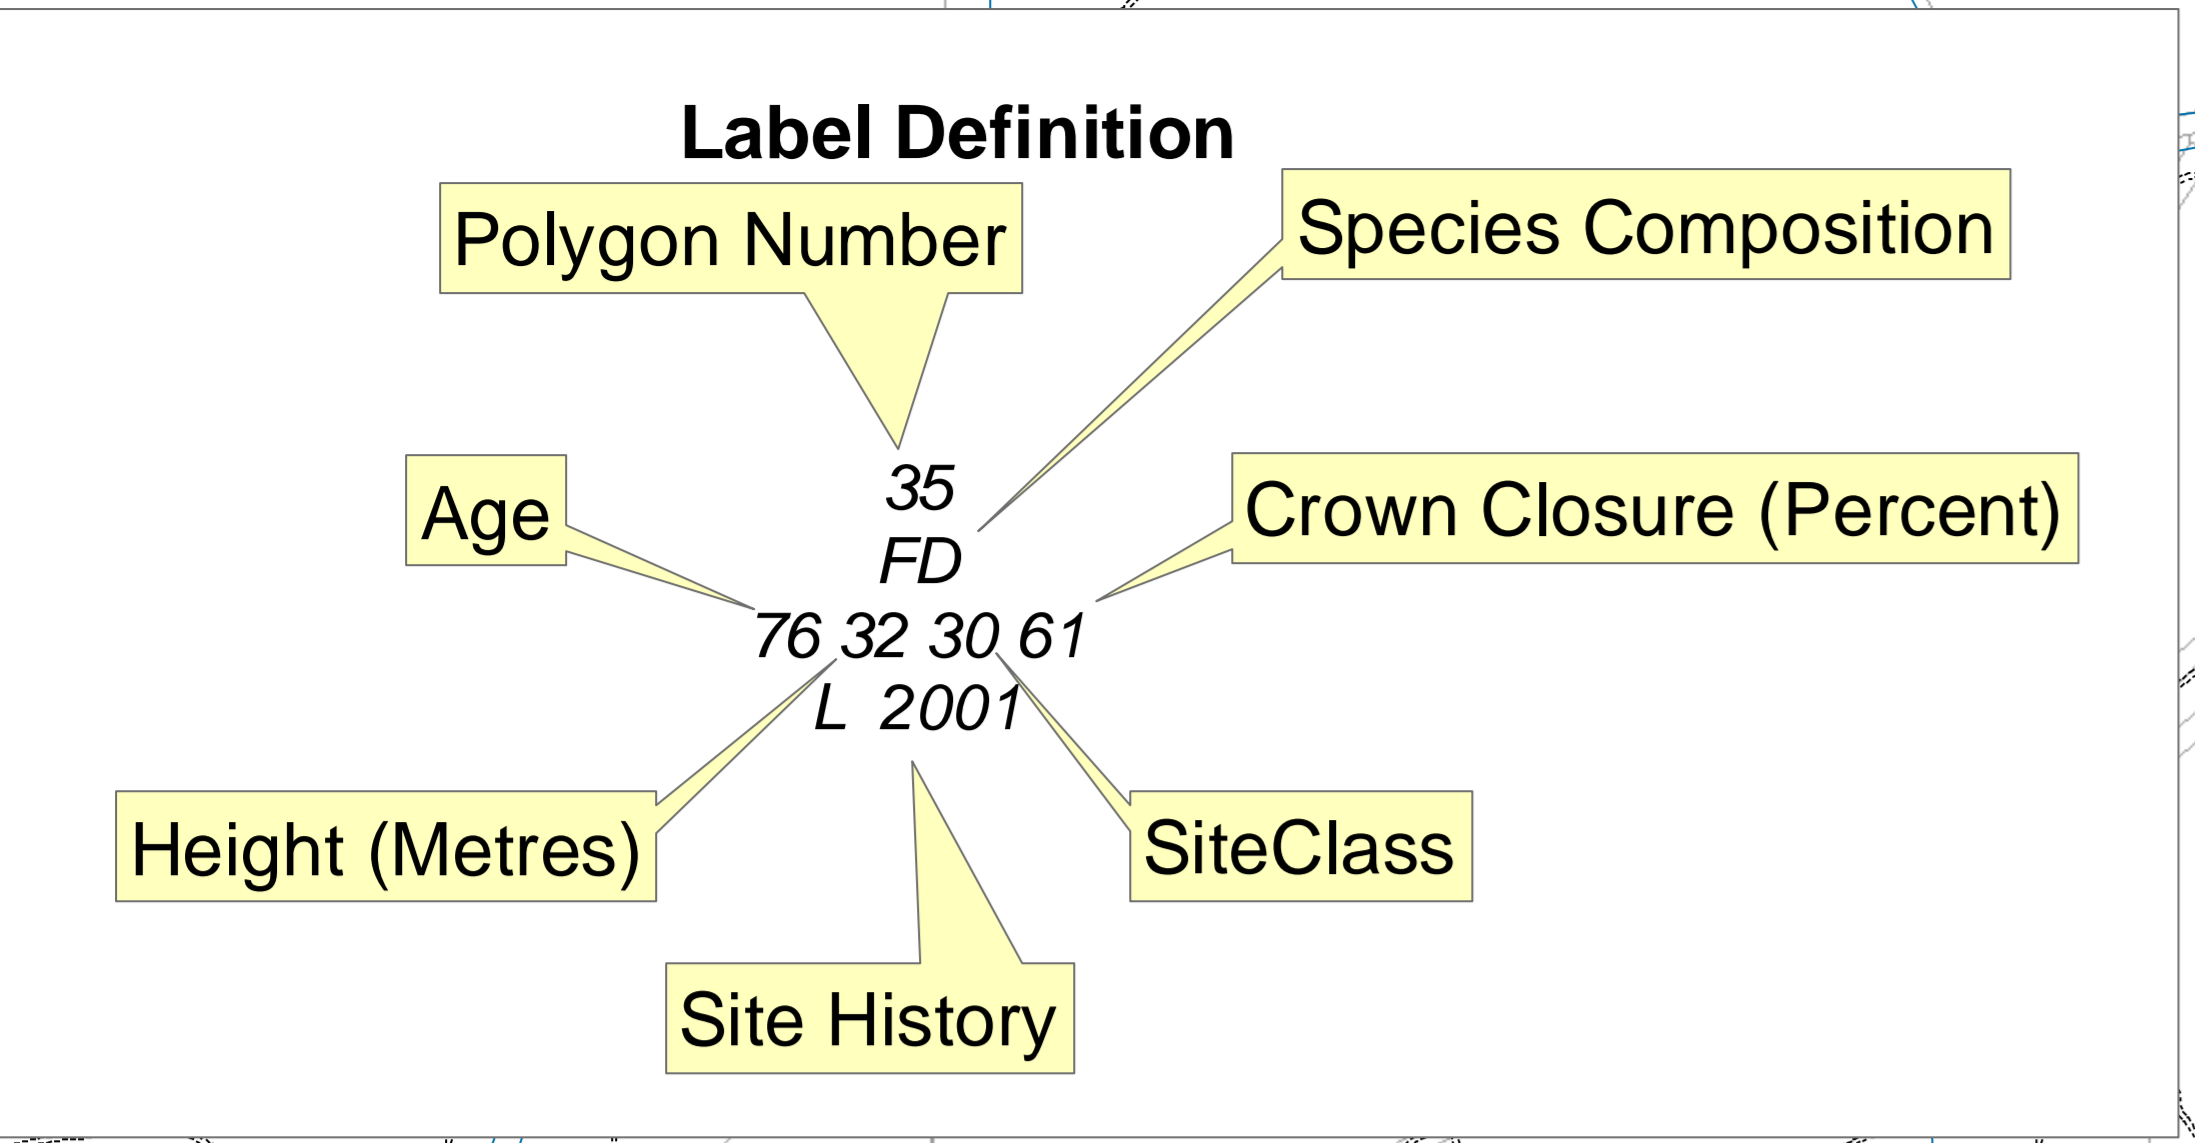 Label Definition
Polygon Number
Species Composition
35
Age
Crown Closure (Percent)
FD
76 32 30 61
L 2001
Height (Metres)
SiteClass
Site History